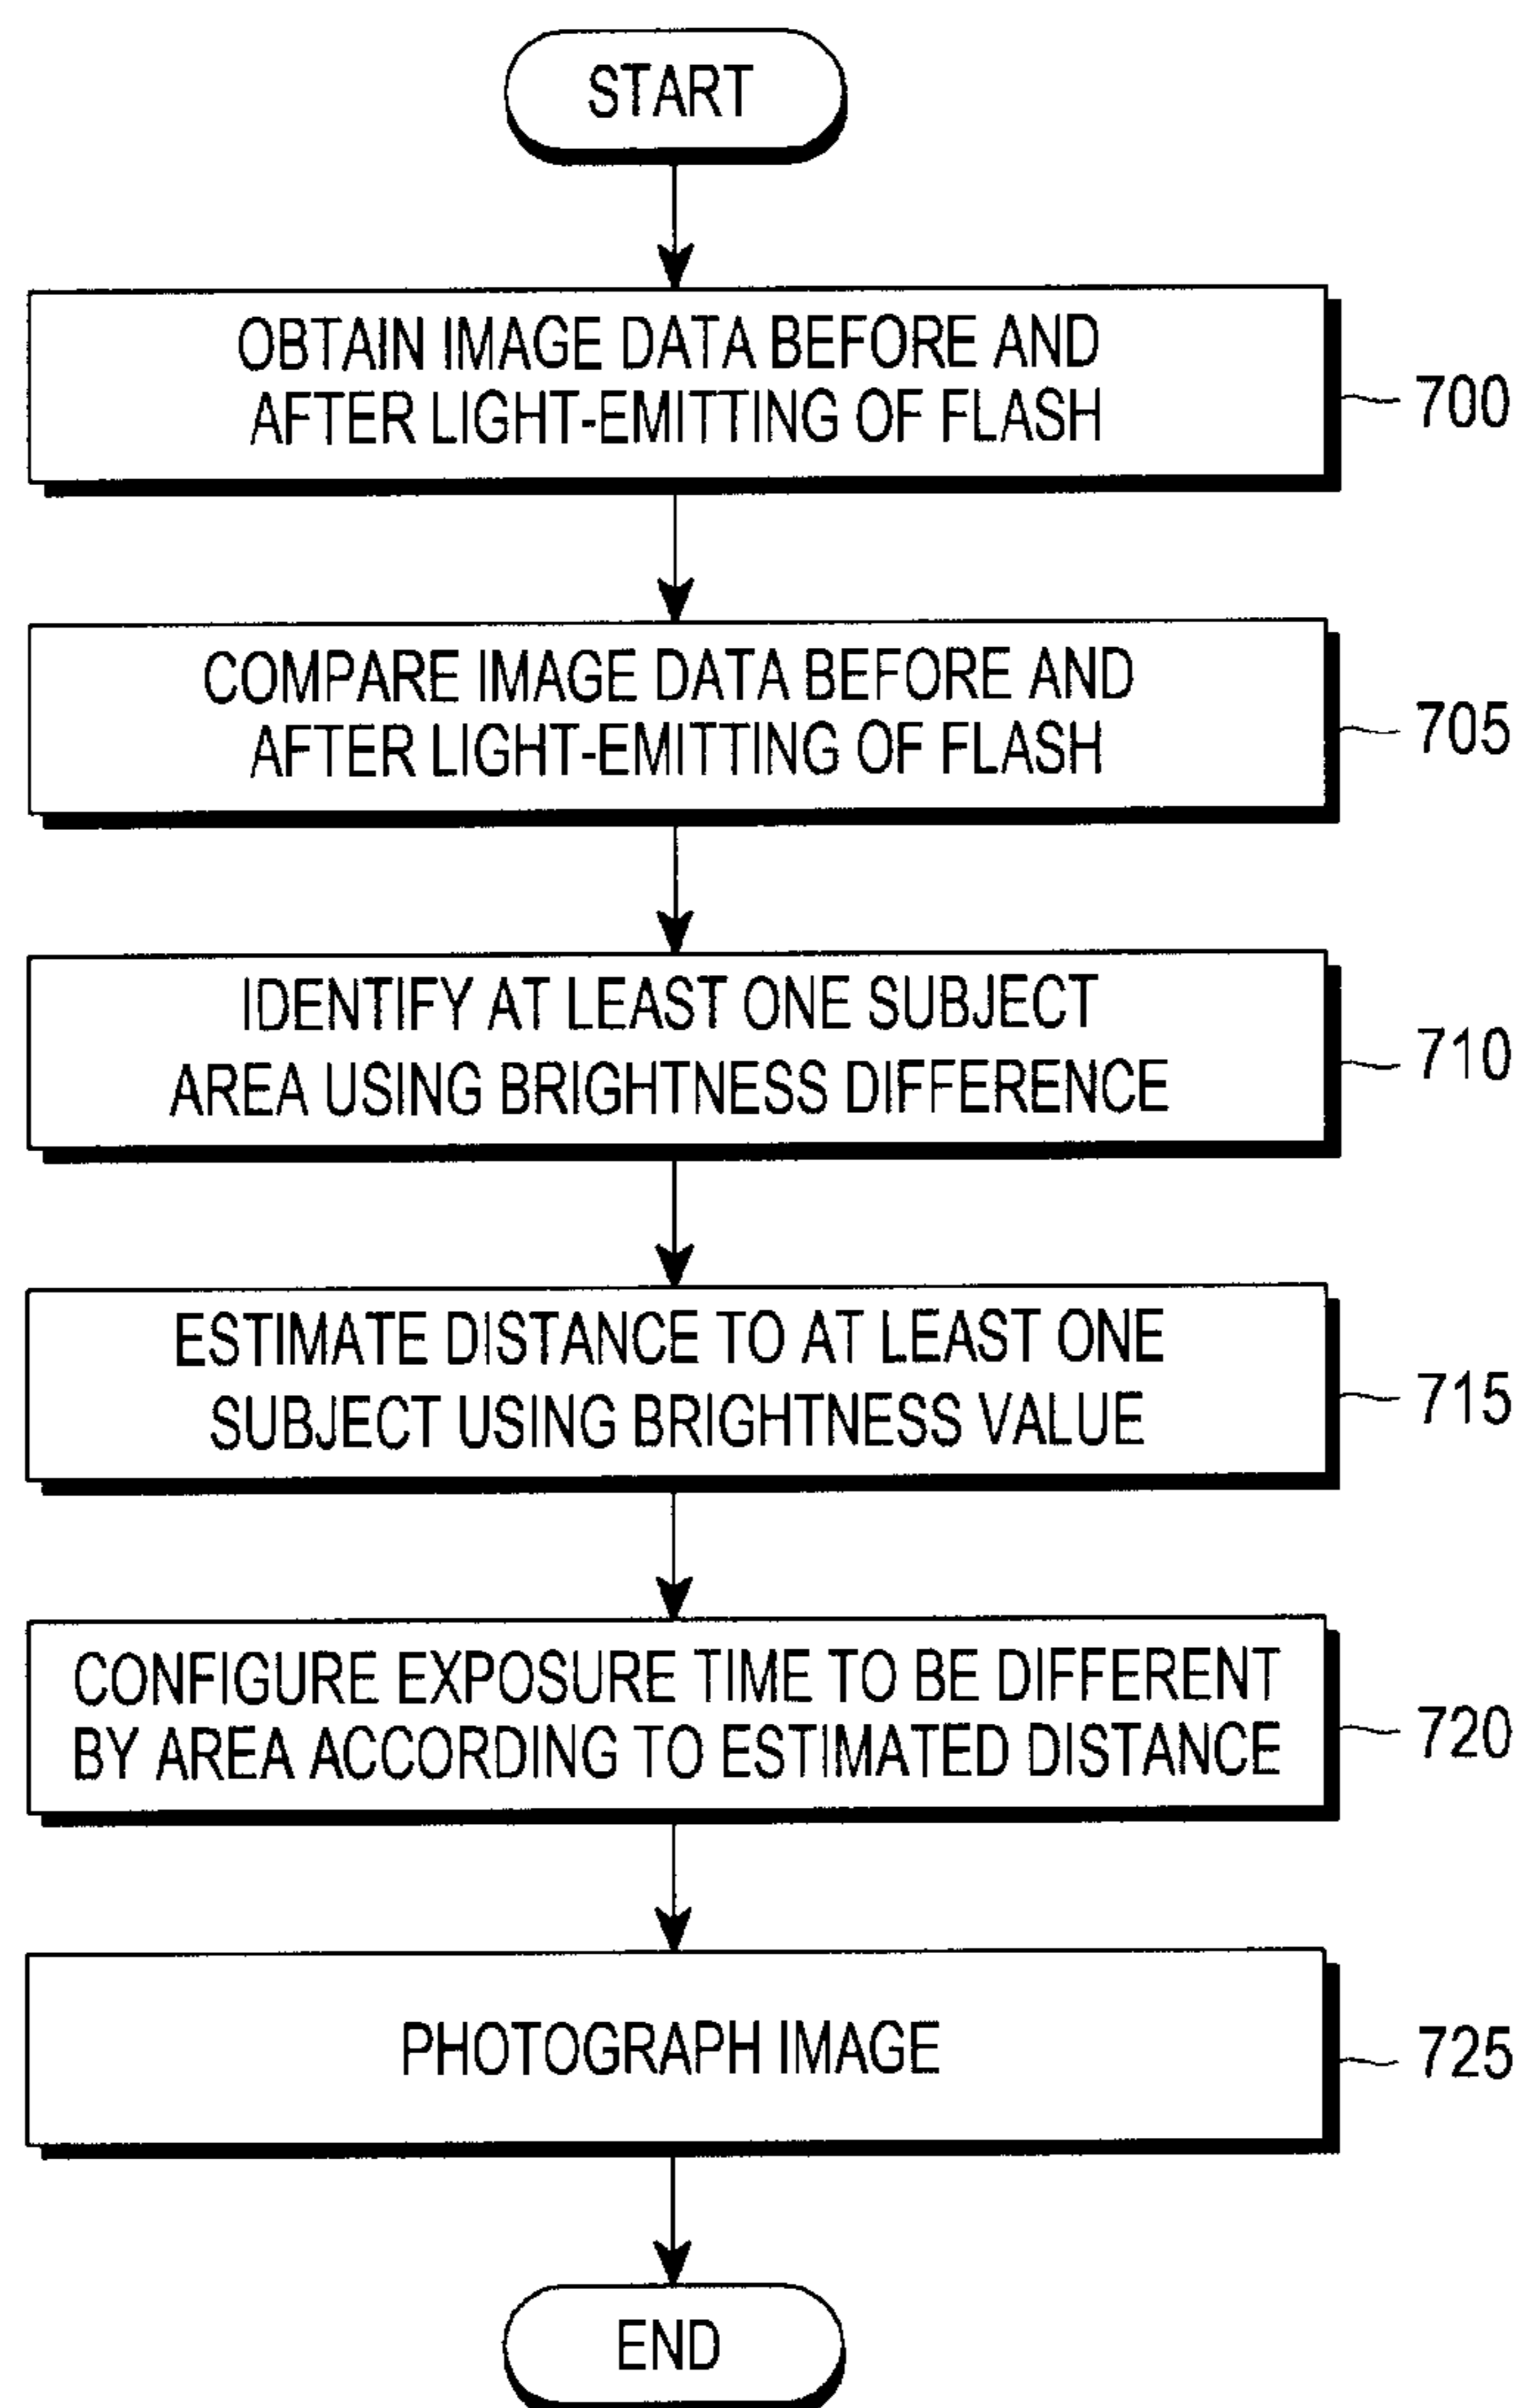 START
OBTAIN IMAGE DATA BEFORE AND
AFTER LIGHT-EMITTING OF FLASH
700
COMPARE IMAGE DATA BEFORE AND
AFTER LIGHT-EMITTING OF FLASH
705
IDENTIFY AT LEAST ONE SUBJECT
AREA USING BRIGHTNESS DIFFERENCE
710
ESTIMATE DISTANCE TO AT LEAST ONE
SUBJECT USING BRIGHTNESS VALUE
715
CONFIGURE EXPOSURE TIME TO BE DIFFERENT
BY AREA ACCORDING TO ESTIMATED DISTANCE
720
PHOTOGRAPH IMAGE
725
END